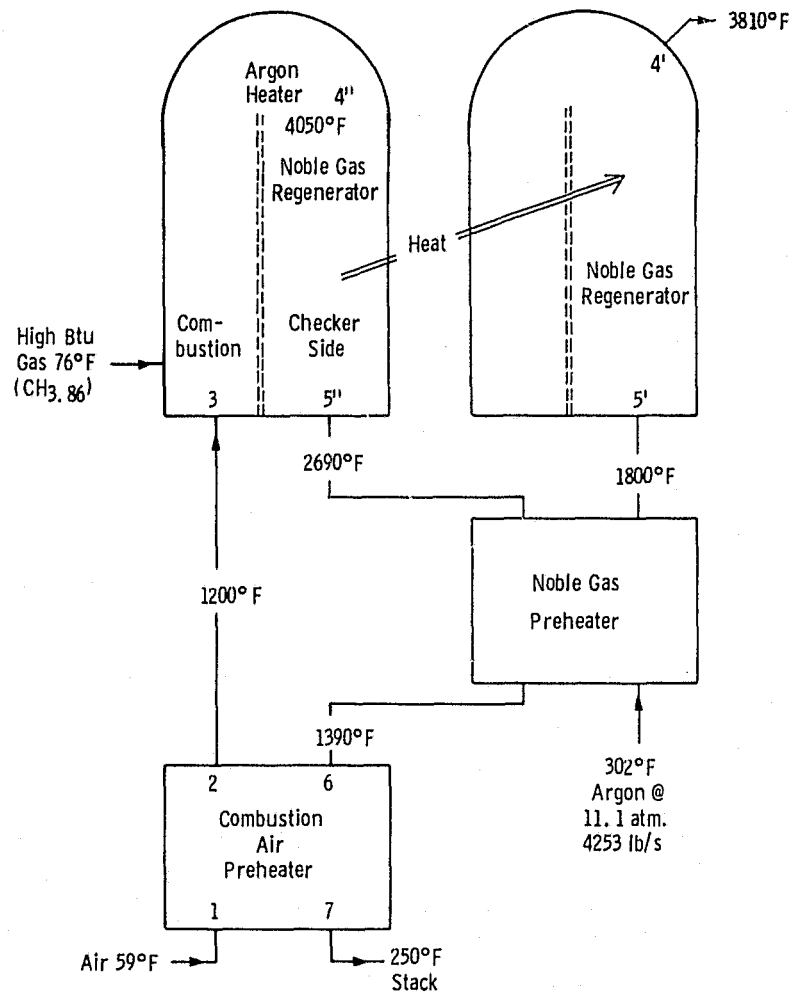 3810°F
4'
Argon
Heater
4"
4050°F
Noble Gas
Regenerator
Heat
Noble Gas
Regenerator
High Btu
Gas 76°F
(CH3.86)
Com-
bustion
Checker
Side
3
5"
5'
2690°F
1800°F
1200°F
Noble Gas
Preheater
1390°F
302°F
Argon @
11.1 atm.
4253 lb/s
2
6
Combustion
Air
Preheater
1
7
Air 59°F
250°F
Stack